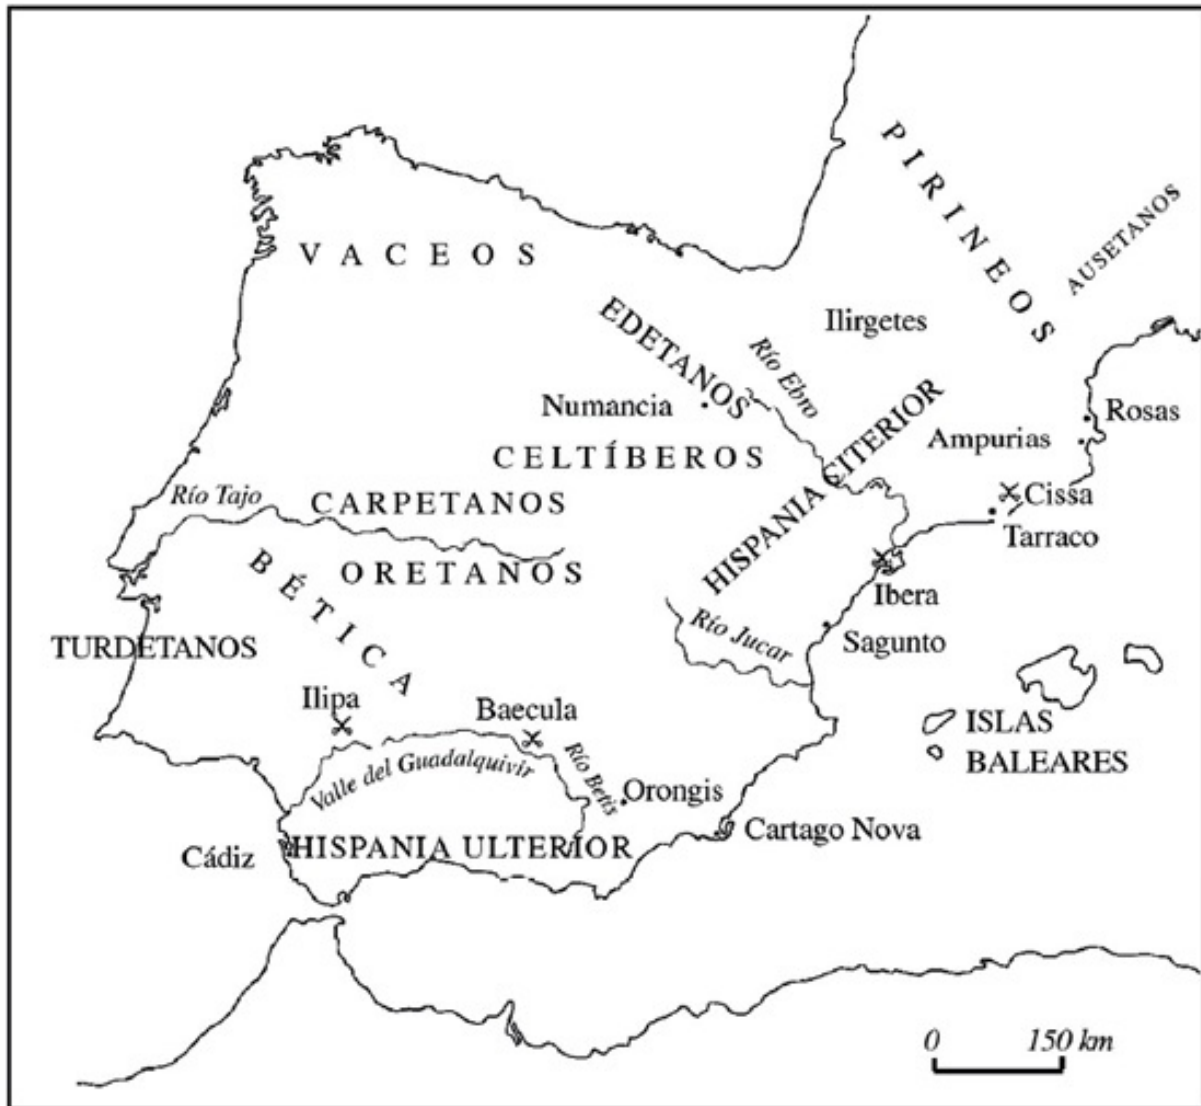 PIRINEOS
AUSETANOS
VACEOS
Ilirgetes
EDETANOS
Río Ebro
Rosas
Numancia
Ampurias
CELTÍBEROS
HISPANIA CITERIOR
Río Tajo
CARPETANOS
Cissa
Tarraco
BÉTICA
ORETANOS
Ibera
Río Jucar
Sagunto
TURDETANOS
Ilipa
Baecula
ISLAS
BALEARES
Valle del Guadalquivír
Río Betis
Orongis
Cartago Nova
Cádiz
HISPANIA ULTERIOR
0 150 km